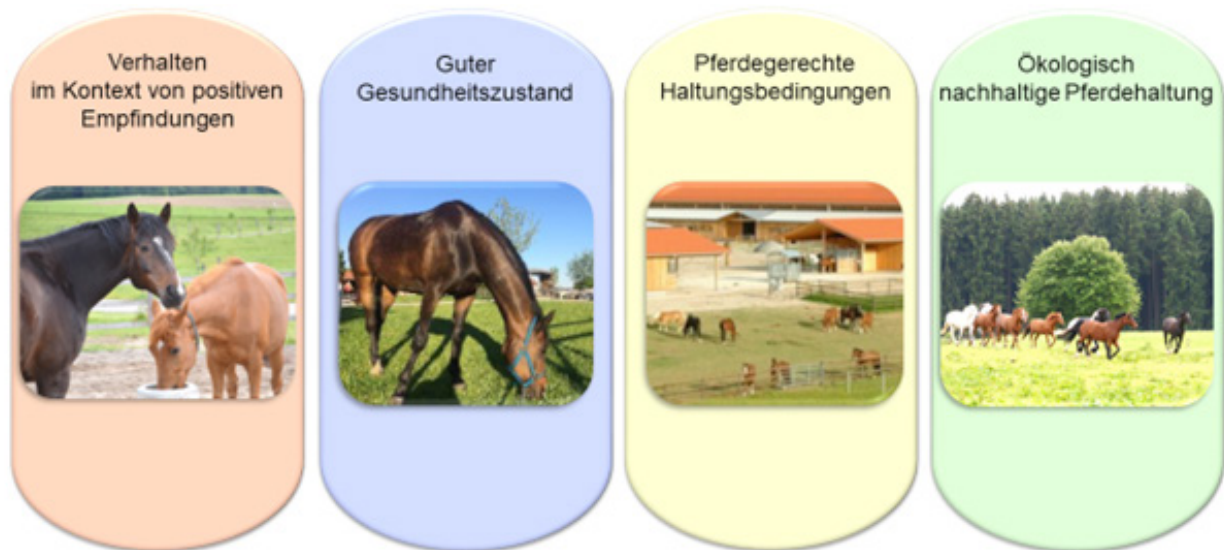 Verhalten
im Kontext von positiven
Empfindungen
Guter
Gesundheitszustand
Pferdegerechte
Haltungsbedingungen
Ökologisch
nachhaltige Pferdehaltung